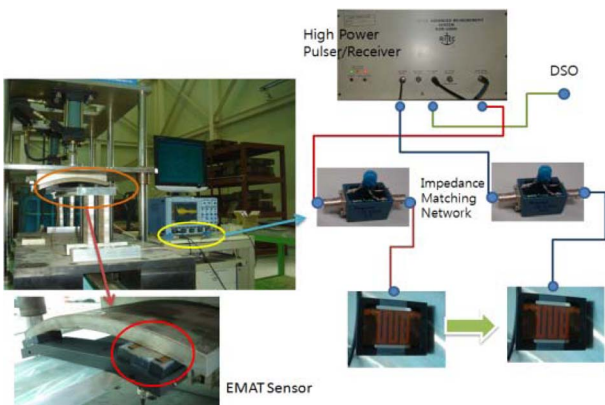 High Power
Pulser/Receiver
DSO
Impedance
Matching
Network
EMAT Sensor